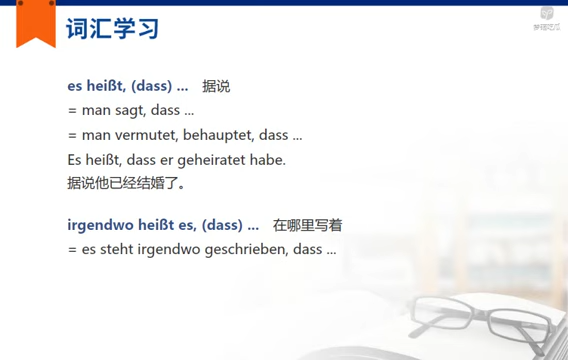 词汇学习
es heißt, (dass) ... 据说
= man sagt, dass ...
= man vermutet, behauptet, dass ...
Es heißt, dass er geheiratet habe.
据说他已经结婚了。
irgendwo heißt es, (dass) ... 在哪里写着
= es steht irgendwo geschrieben, dass ...